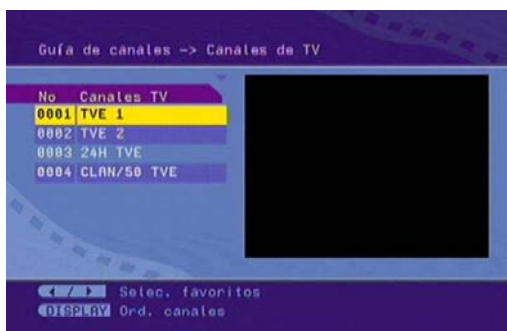 Guía de canales -> Canales de TV
No Canales TV
0001 TVE 1
0002 TVE 2
0003 24H TVE
0004 CLAN/50 TVE
◀ / ▶ Selec. favoritos
DISPLAY Ord. canales